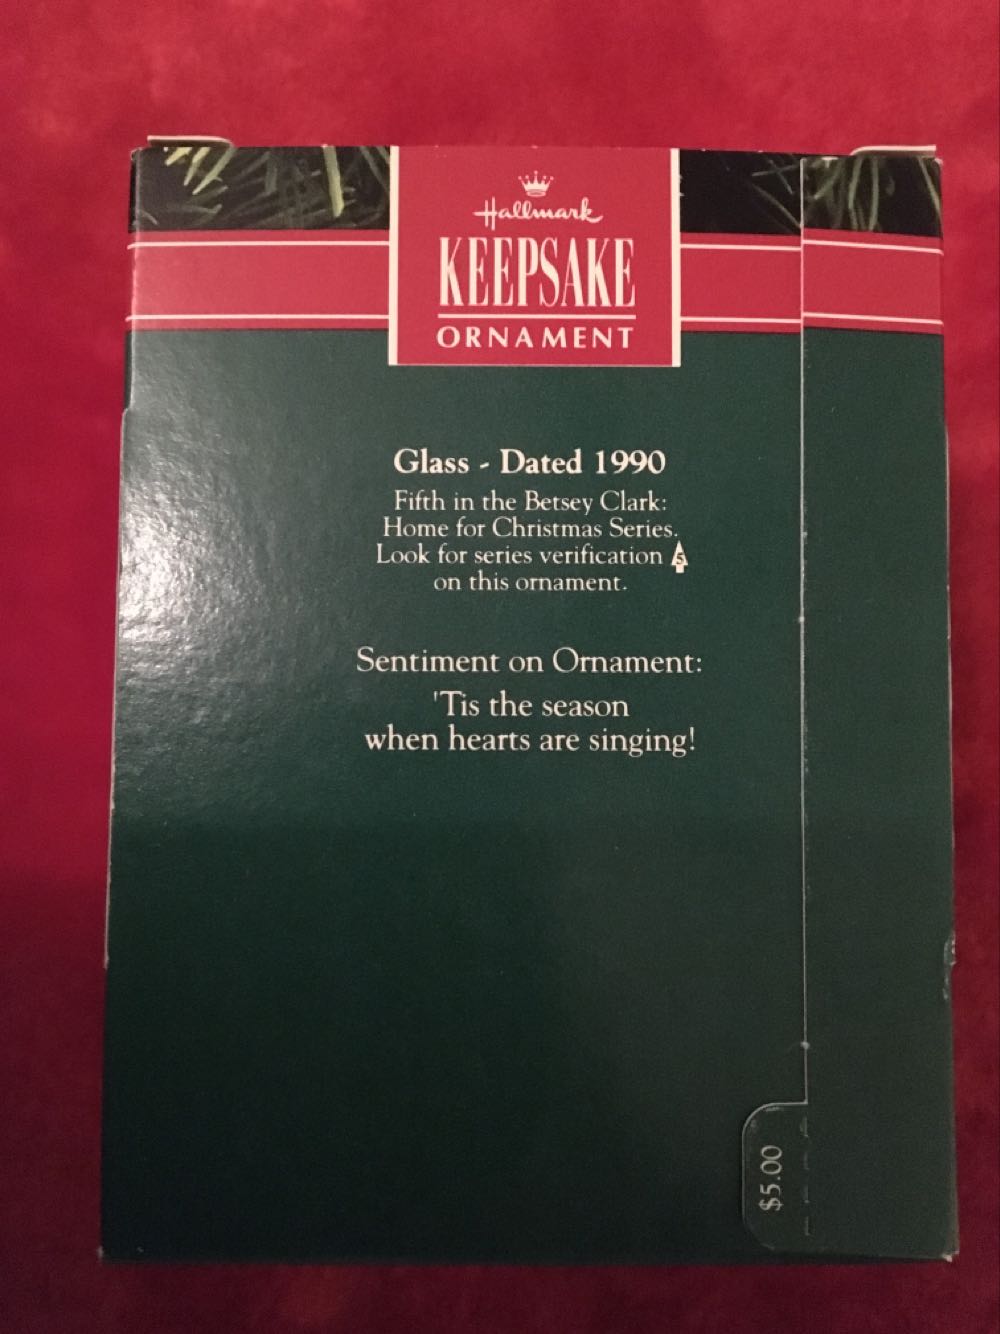 Hallmark
KEEPSAKE
ORNAMENT
Glass - Dated 1990
Fifth in the Betsey Clark:
Home for Christmas Series.
Look for series verification 5
on this ornament.
Sentiment on Ornament:
'Tis the season
when hearts are singing!
$5.00